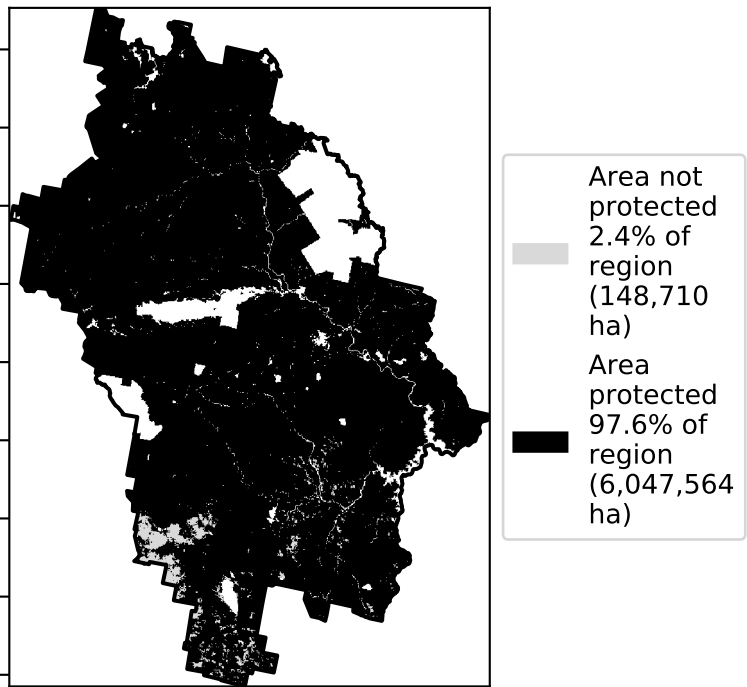 Area not
protected
2.4% of
region
(148,710
ha)
Area
protected
97.6% of
region
(6,047,564
ha)